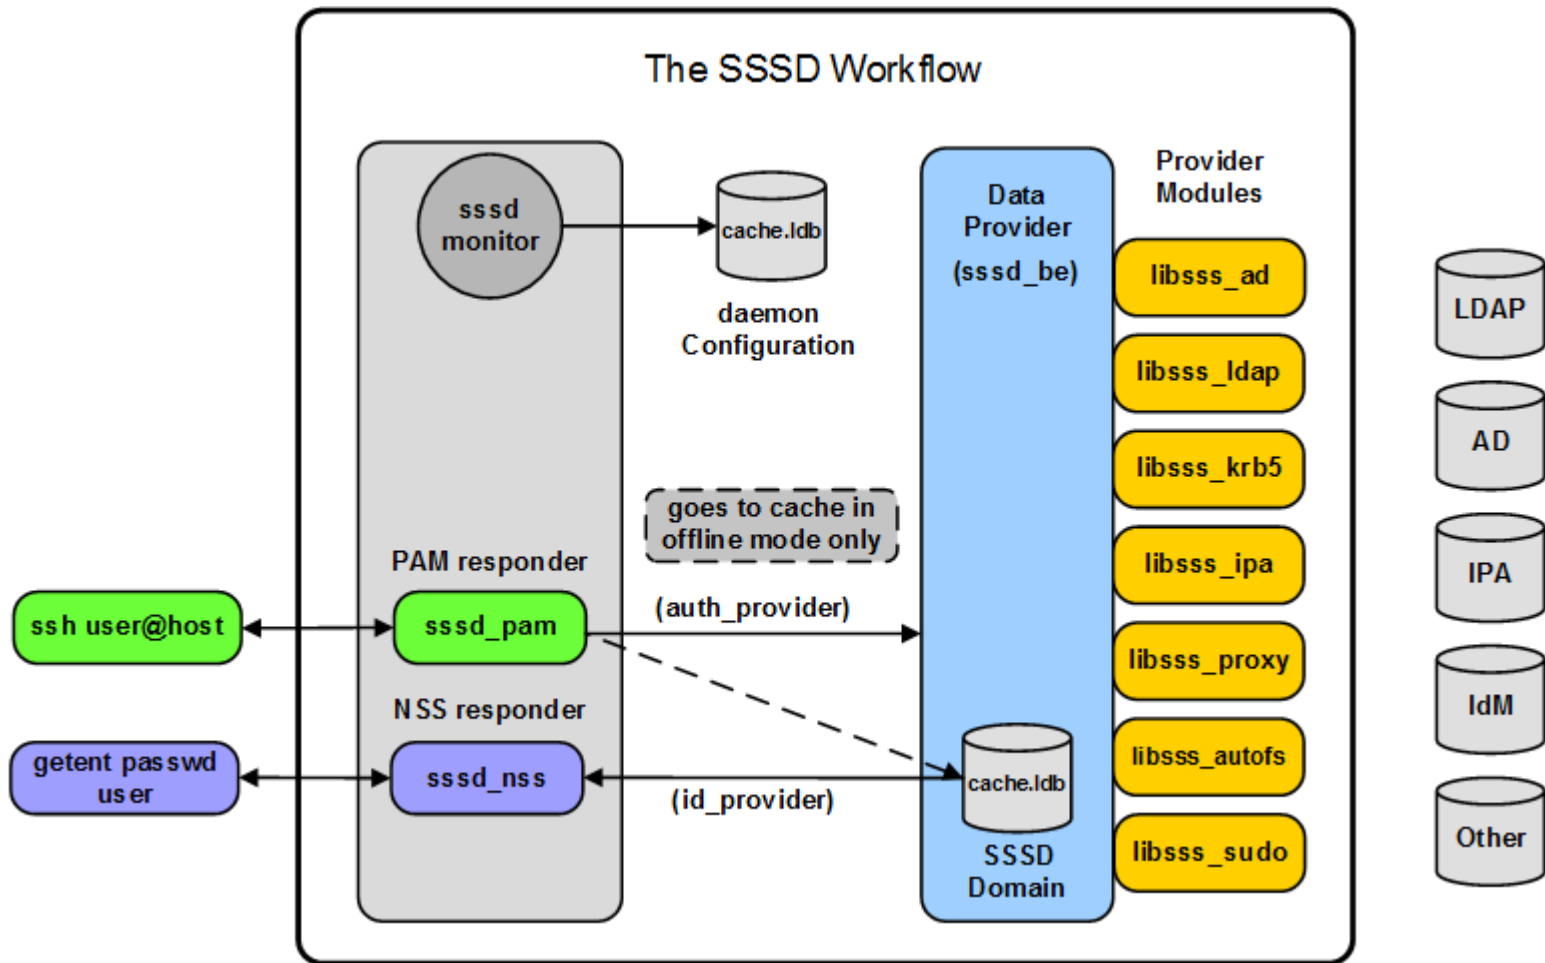 The SSSD Workflow
sssd
monitor
cache.ldb
daemon
Configuration
Data
Provider
(sssd_be)
Provider
Modules
libsss_ad
libsss_ldap
libsss_krb5
libsss_ipa
libsss_proxy
libsss_autofs
libsss_sudo
LDAP
AD
IPA
IdM
Other
goes to cache in
offline mode only
PAM responder
ssh user@host
sssd_pam
(auth_provider)
NSS responder
getent passwd
user
sssd_nss
(id_provider)
cache.ldb
SSSD
Domain